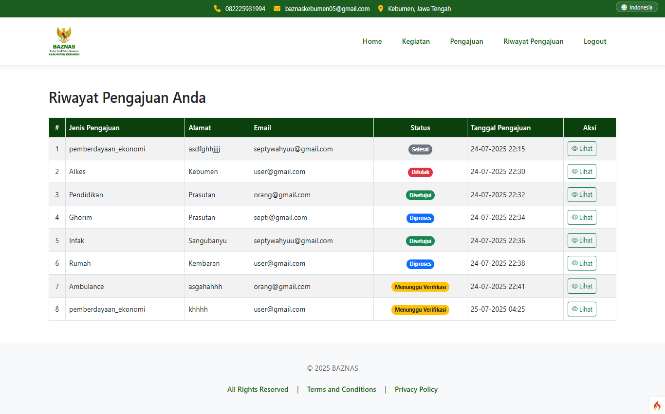 082225931994 baznaskebumen05@gmail.com Kebumen, Jawa Tengah Indonesia
BAZNAS
Home Kegiatan Pengajuan Riwayat Pengajuan Logout
Riwayat Pengajuan Anda
# Jenis Pengajuan Alamat Email Status Tanggal Pengajuan Aksi
1 pemberdayaan_ekonomi asdfghhjjjj septywahyuu@gmail.com Selesai 24-07-2025 22:15 Lihat
2 Alkes Kebumen user@gmail.com Ditolak 24-07-2025 22:30 Lihat
3 Pendidikan Prasutan orang@gmail.com Disetujui 24-07-2025 22:32 Lihat
4 Ghorim Prasutan septi@gmail.com Diproses 24-07-2025 22:34 Lihat
5 Infak Sangubanyu septywahyuu@gmail.com Disetujui 24-07-2025 22:36 Lihat
6 Rumah Kembaran user@gmail.com Diproses 24-07-2025 22:38 Lihat
7 Ambulance asgahahhh orang@gmail.com Menunggu Verifikasi 24-07-2025 22:41 Lihat
8 pemberdayaan_ekonomi khhhh user@gmail.com Menunggu Verifikasi 25-07-2025 04:25 Lihat
© 2025 BAZNAS
All Rights Reserved | Terms and Conditions | Privacy Policy